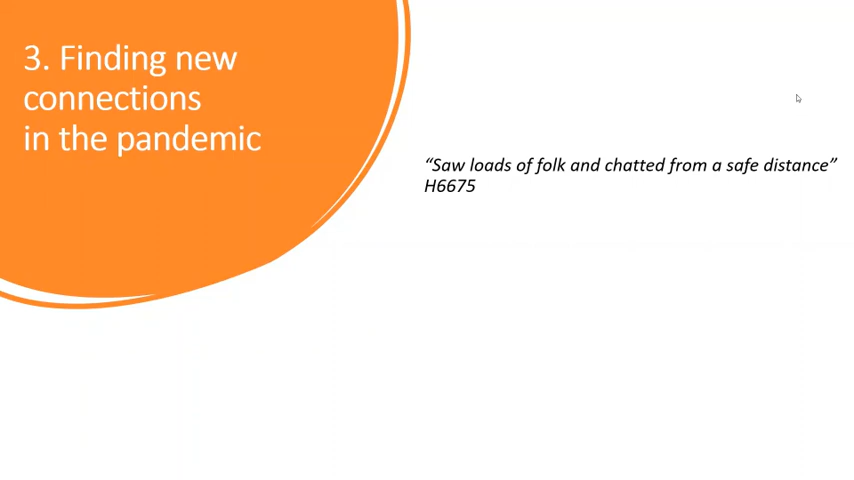 3. Finding new
connections
in the pandemic
“Saw loads of folk and chatted from a safe distance”
H6675